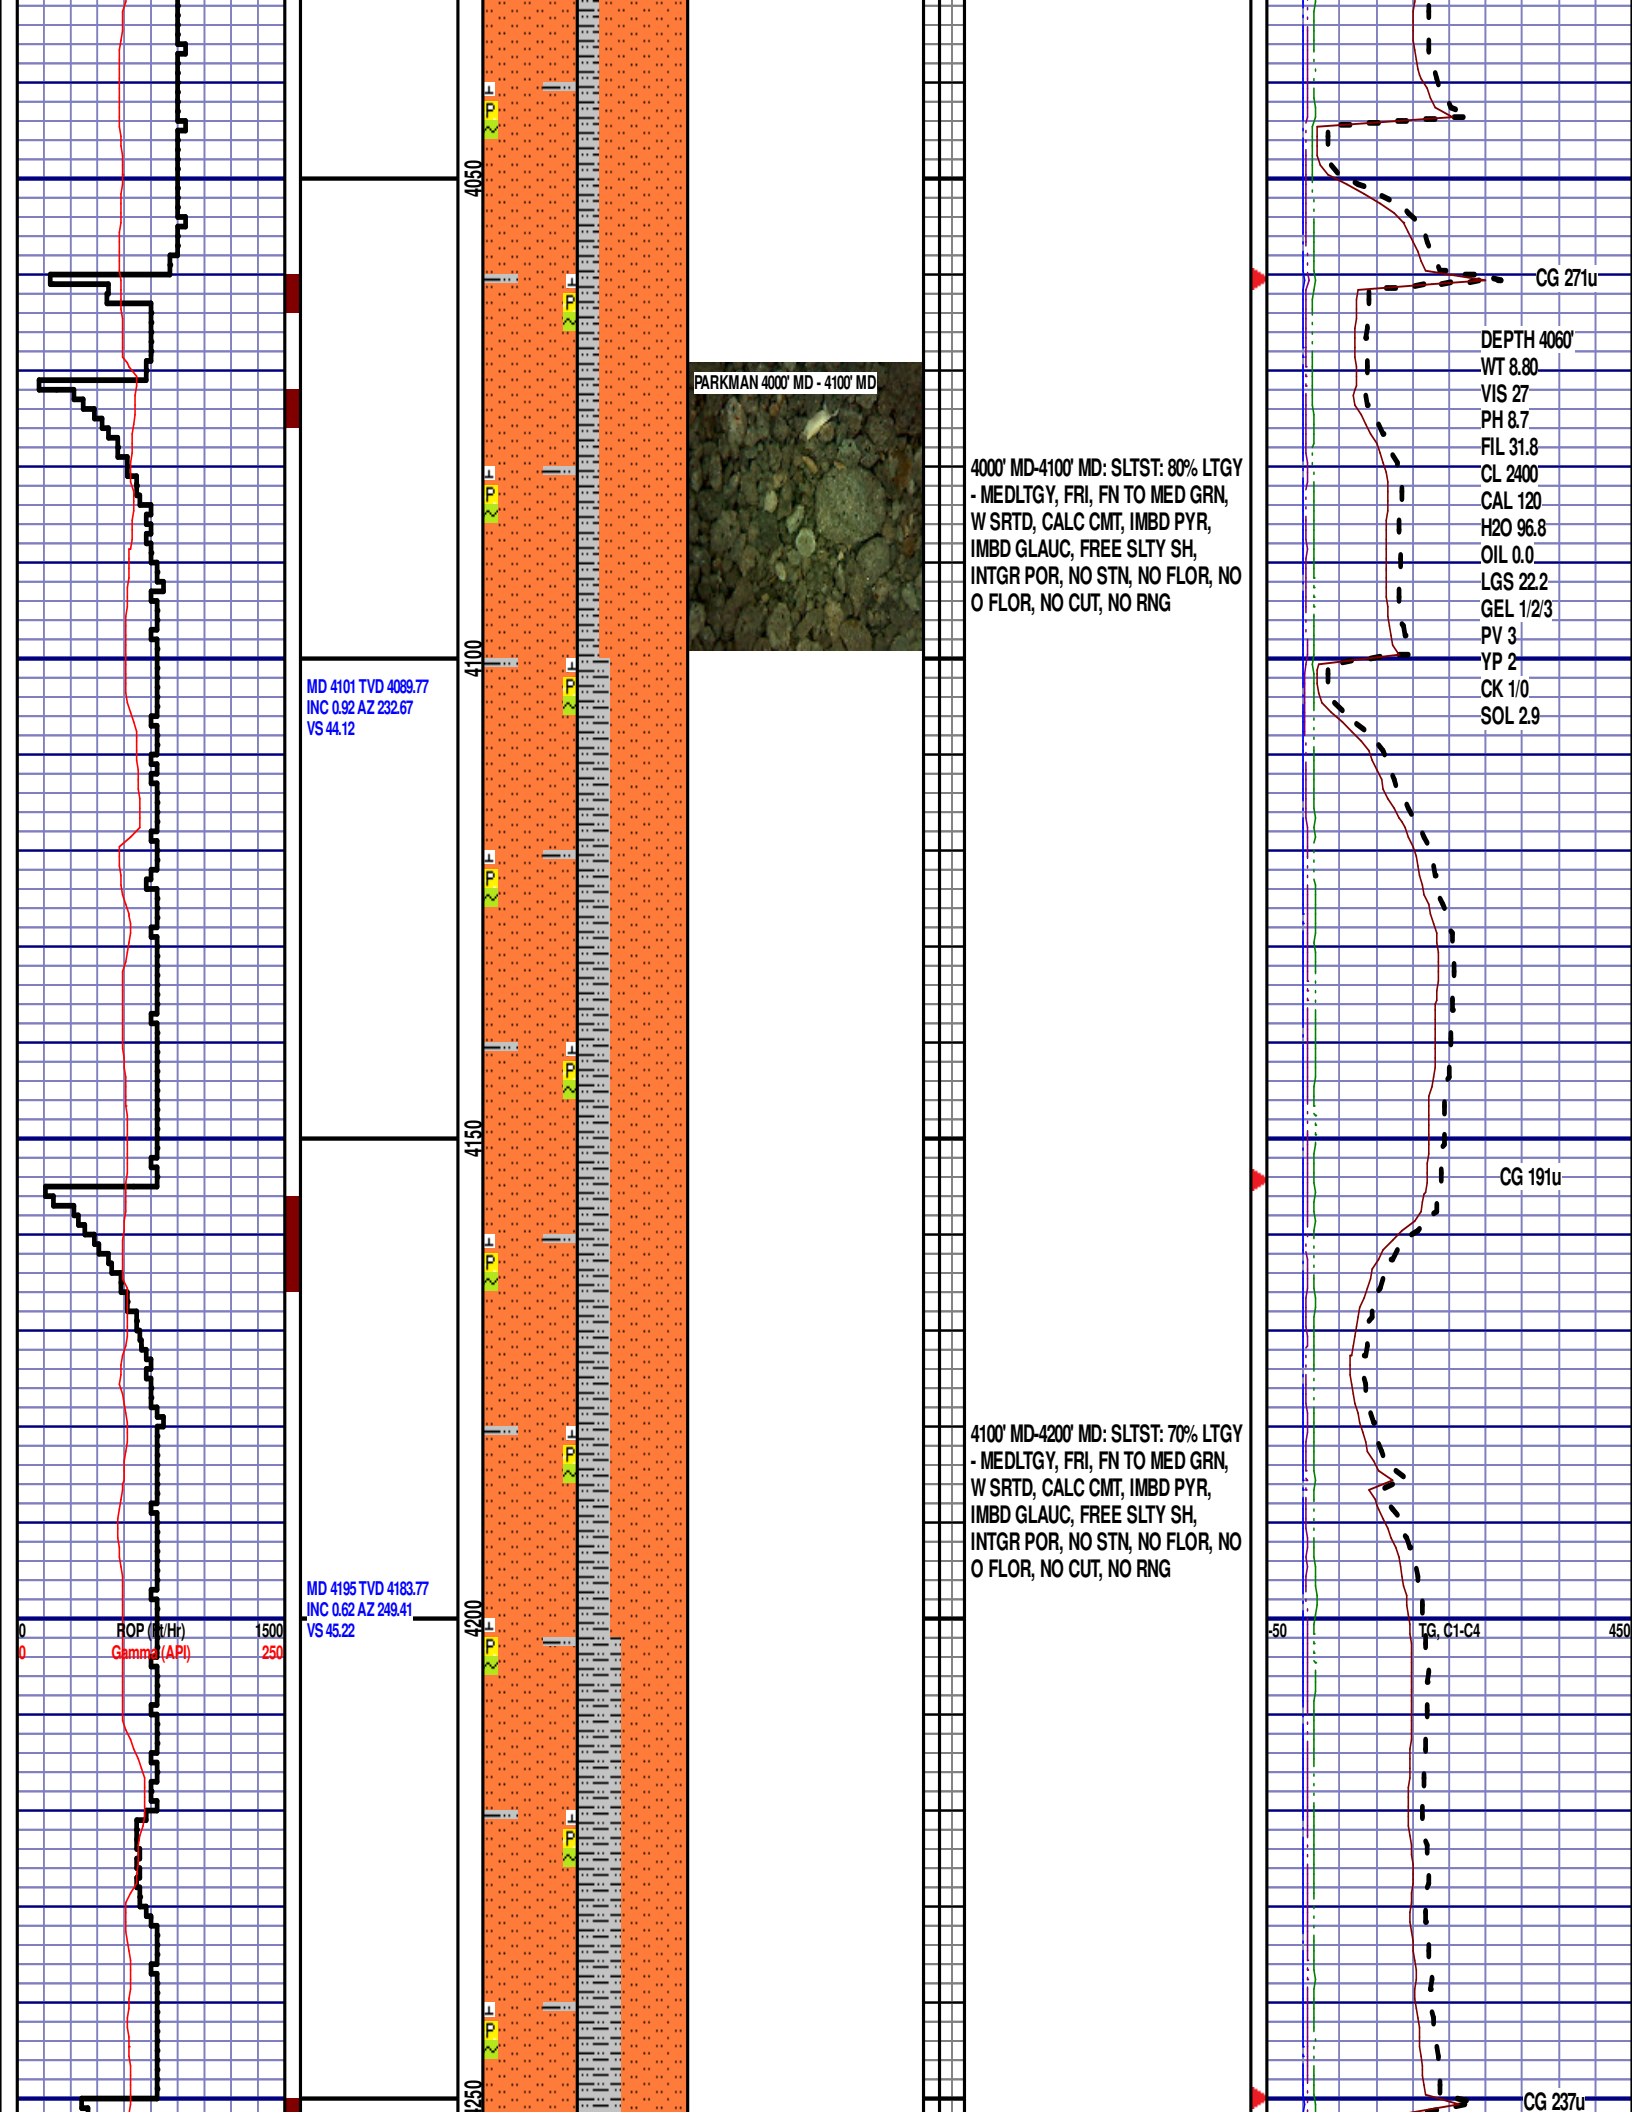 4050
CG 271u
DEPTH 4060'
WT 8.80
VIS 27
PH 8.7
FIL 31.8
CL 2400
CAL 120
H2O 96.8
OIL 0.0
LGS 22.2
GEL 1/2/3
PV 3
YP 2
CK 1/0
SOL 2.9
PARKMAN 4000' MD - 4100' MD
4000' MD-4100' MD: SLTST: 80% LTGY
- MEDLTGY, FRI, FN TO MED GRN,
W SRTD, CALC CMT, IMBD PYR,
IMBD GLAUC, FREE SLTY SH,
INTGR POR, NO STN, NO FLOR, NO
O FLOR, NO CUT, NO RNG
4100
MD 4101 TVD 4089.77
INC 0.92 AZ 232.67
VS 44.12
P
P
P
P
P
P
P
P
P
P
P
4150
CG 191u
4100' MD-4200' MD: SLTST: 70% LTGY
- MEDLTGY, FRI, FN TO MED GRN,
W SRTD, CALC CMT, IMBD PYR,
IMBD GLAUC, FREE SLTY SH,
INTGR POR, NO STN, NO FLOR, NO
O FLOR, NO CUT, NO RNG
MD 4195 TVD 4183.77
INC 0.62 AZ 249.41
VS 45.22
4200
0 ROP (Ft/Hr) 1500
0 Gamma (API) 250
-50 TG, C1-C4 450
4250
CG 237u